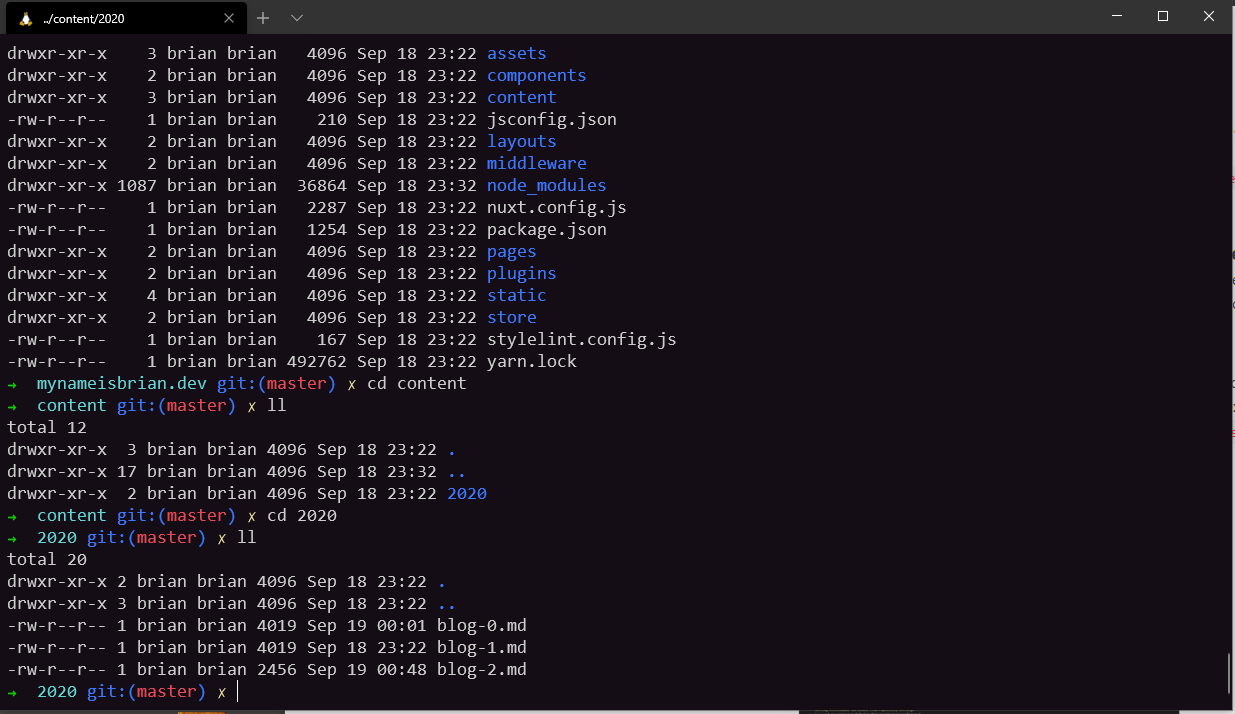 ../content/2020
drwxr-xr-x    3 brian brian   4096 Sep 18 23:22 assets
drwxr-xr-x    2 brian brian   4096 Sep 18 23:22 components
drwxr-xr-x    3 brian brian   4096 Sep 18 23:22 content
-rw-r--r--    1 brian brian    210 Sep 18 23:22 jsconfig.json
drwxr-xr-x    2 brian brian   4096 Sep 18 23:22 layouts
drwxr-xr-x    2 brian brian   4096 Sep 18 23:22 middleware
drwxr-xr-x 1087 brian brian  36864 Sep 18 23:32 node_modules
-rw-r--r--    1 brian brian   2287 Sep 18 23:22 nuxt.config.js
-rw-r--r--    1 brian brian   1254 Sep 18 23:22 package.json
drwxr-xr-x    2 brian brian   4096 Sep 18 23:22 pages
drwxr-xr-x    2 brian brian   4096 Sep 18 23:22 plugins
drwxr-xr-x    4 brian brian   4096 Sep 18 23:22 static
drwxr-xr-x    2 brian brian   4096 Sep 18 23:22 store
-rw-r--r--    1 brian brian    167 Sep 18 23:22 stylelint.config.js
-rw-r--r--    1 brian brian 492762 Sep 18 23:22 yarn.lock
→  mynameisbrian.dev git:(master) ✗ cd content
→  content git:(master) ✗ ll
total 12
drwxr-xr-x  3 brian brian 4096 Sep 18 23:22 .
drwxr-xr-x 17 brian brian 4096 Sep 18 23:32 ..
drwxr-xr-x  2 brian brian 4096 Sep 18 23:22 2020
→  content git:(master) ✗ cd 2020
→  2020 git:(master) ✗ ll
total 20
drwxr-xr-x 2 brian brian 4096 Sep 18 23:22 .
drwxr-xr-x 3 brian brian 4096 Sep 18 23:22 ..
-rw-r--r-- 1 brian brian 4019 Sep 19 00:01 blog-0.md
-rw-r--r-- 1 brian brian 4019 Sep 18 23:22 blog-1.md
-rw-r--r-- 1 brian brian 2456 Sep 19 00:48 blog-2.md
→  2020 git:(master) ✗